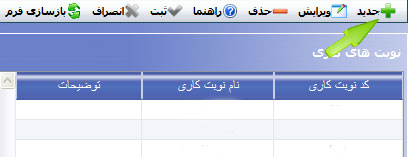 جدید ویرایش حذف راهنما ثبت انصراف بازسازی فرم
نوبت های کاری
کد نوبت کاری نام نوبت کاری توضیحات